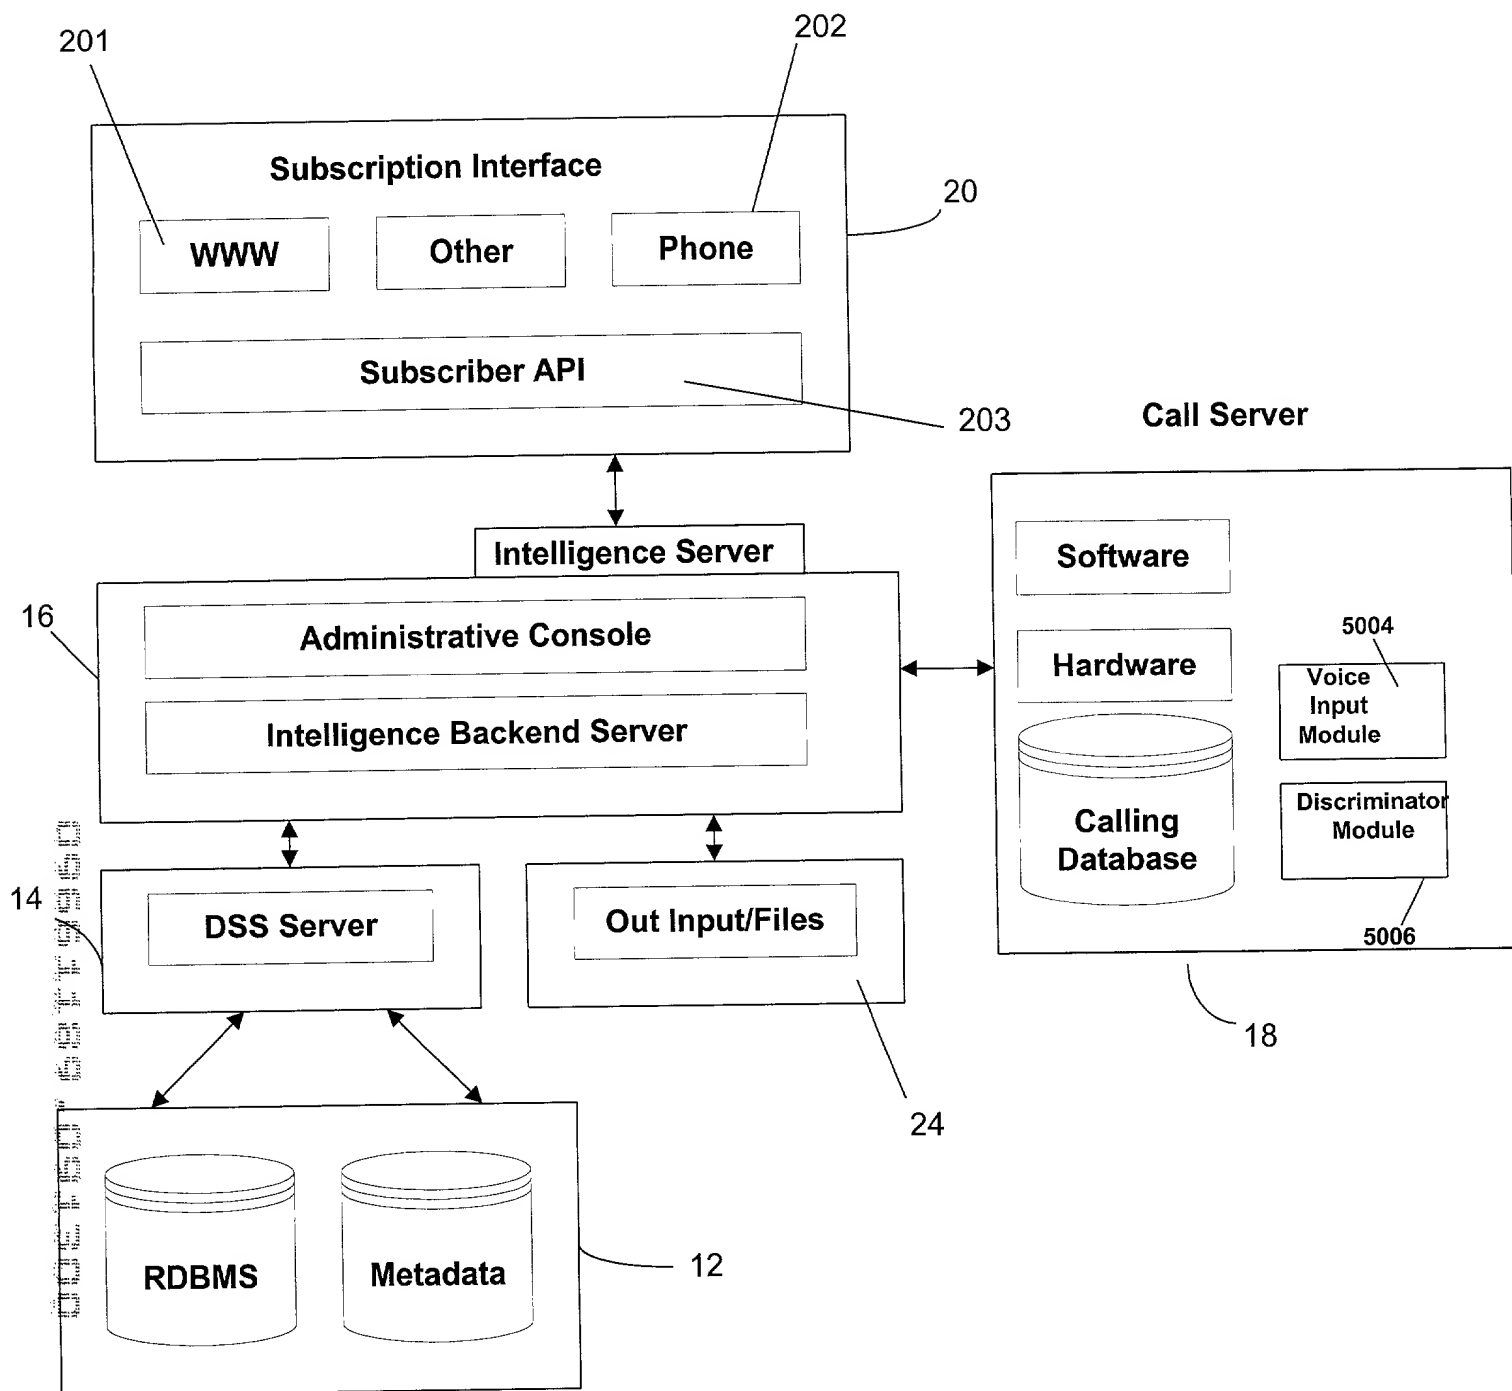 201
202
Subscription Interface
20
WWW
Other
Phone
Subscriber API
203
Call Server
Intelligence Server
Software
16
Administrative Console
Hardware
5004
Voice
Input
Module
Intelligence Backend Server
Calling
Database
Discriminator
Module
14
DSS Server
Out Input/Files
5006
18
24
RDBMS
Metadata
12